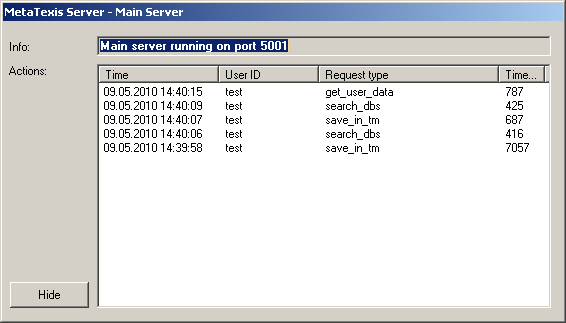 MetaTexis Server - Main Server
Info: Main server running on port 5001
Actions:
Time User ID Request type Time...
09.05.2010 14:40:15 test get_user_data 787
09.05.2010 14:40:09 test search_dbs 425
09.05.2010 14:40:07 test save_in_tm 687
09.05.2010 14:40:06 test search_dbs 416
09.05.2010 14:39:58 test save_in_tm 7057
Hide